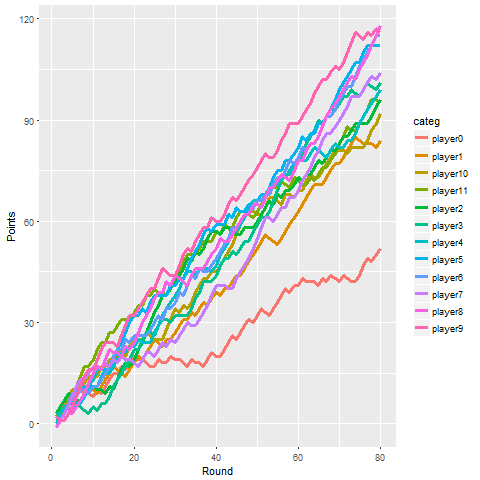 120
90
60
30
0
Points
0
20
40
60
80
Round
categ
player0
player1
player10
player11
player2
player3
player4
player5
player6
player7
player8
player9